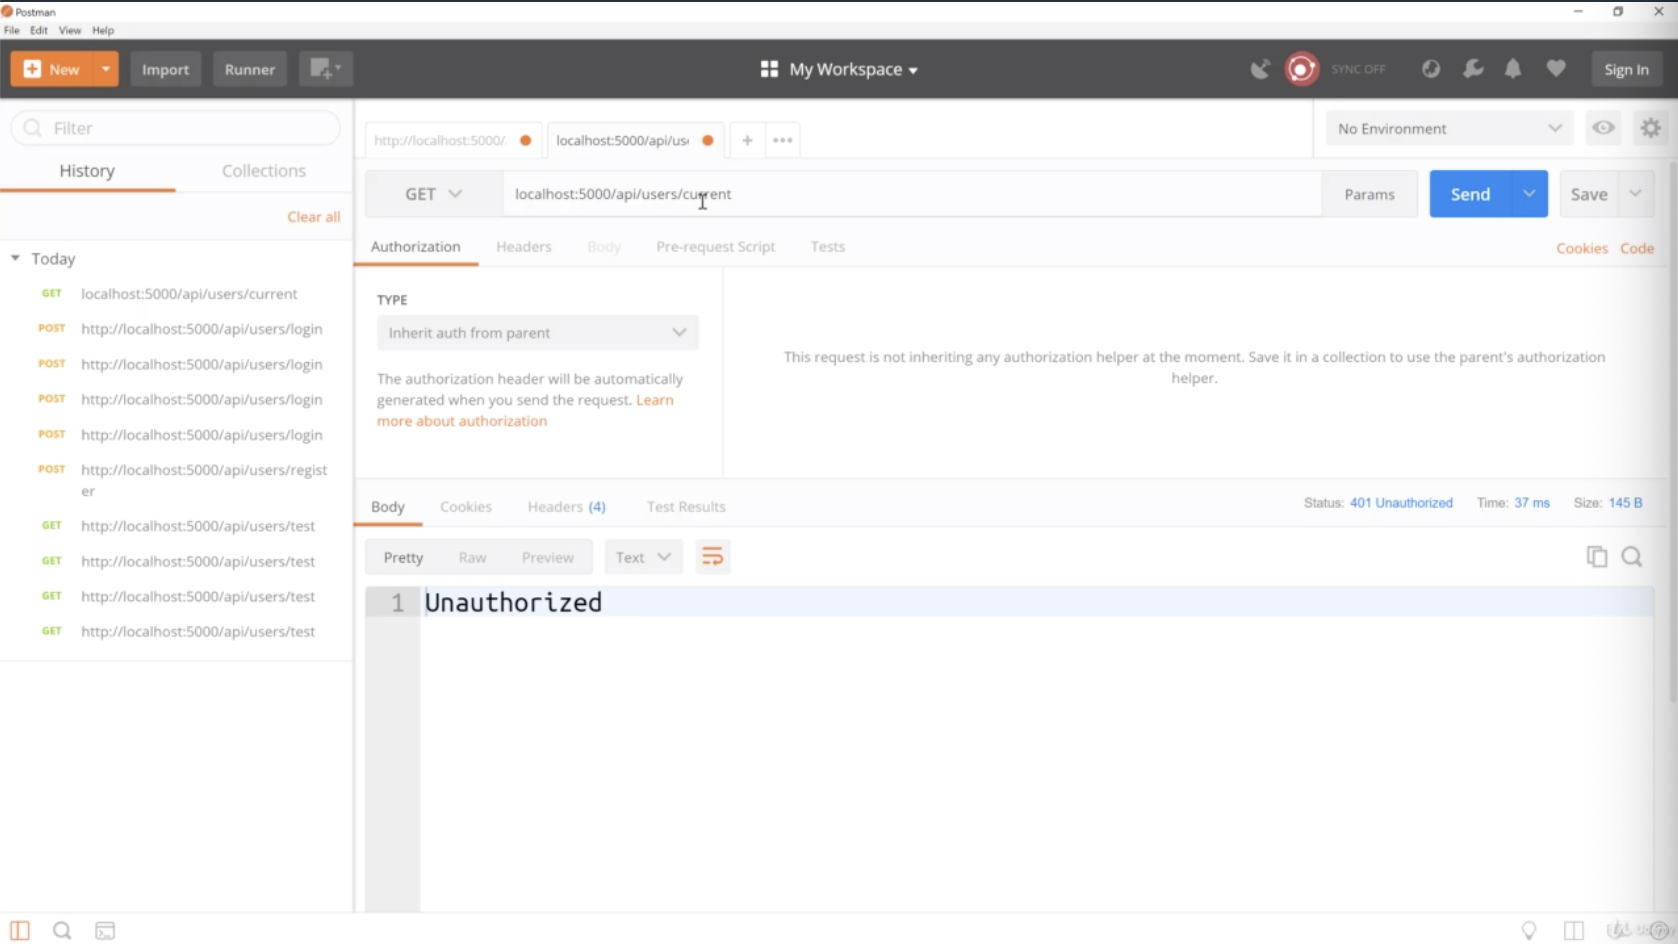 Postman
File Edit View Help
New Import Runner My Workspace SYNC OFF Sign In
Filter
History Collections
Clear all
Today
GET localhost:5000/api/users/current
POST http://localhost:5000/api/users/login
POST http://localhost:5000/api/users/login
POST http://localhost:5000/api/users/login
POST http://localhost:5000/api/users/login
POST http://localhost:5000/api/users/regist
er
GET http://localhost:5000/api/users/test
GET http://localhost:5000/api/users/test
GET http://localhost:5000/api/users/test
GET http://localhost:5000/api/users/test
http://localhost:5000/ localhost:5000/api/us + •••
No Environment
GET localhost:5000/api/users/current Params Send Save
Authorization Headers Body Pre-request Script Tests Cookies Code
TYPE
Inherit auth from parent
The authorization header will be automatically
generated when you send the request. Learn
more about authorization
This request is not inheriting any authorization helper at the moment. Save it in a collection to use the parent's authorization
helper.
Body Cookies Headers (4) Test Results Status: 401 Unauthorized Time: 37 ms Size: 145 B
Pretty Raw Preview Text
1 Unauthorized